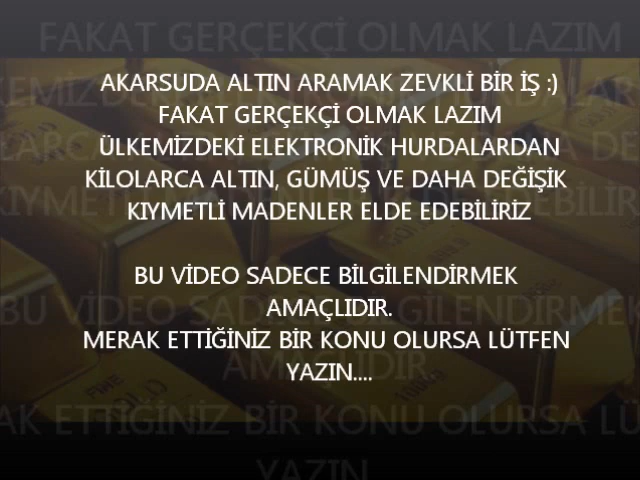 AKARSUDA ALTIN ARAMAK ZEVKLİ BİR İŞ :)
FAKAT GERÇEKÇİ OLMAK LAZIM
ÜLKEMİZDEKİ ELEKTRONİK HURDALARDAN
KİLOLARCA ALTIN, GÜMÜŞ VE DAHA DEĞİŞİK
KIYMETLİ MADENLER ELDE EDEBİLİRİZ
BU VİDEO SADECE BİLGİLENDİRMEK
AMAÇLIDIR.
MERAK ETTİĞİNİZ BİR KONU OLURSA LÜTFEN
YAZIN....